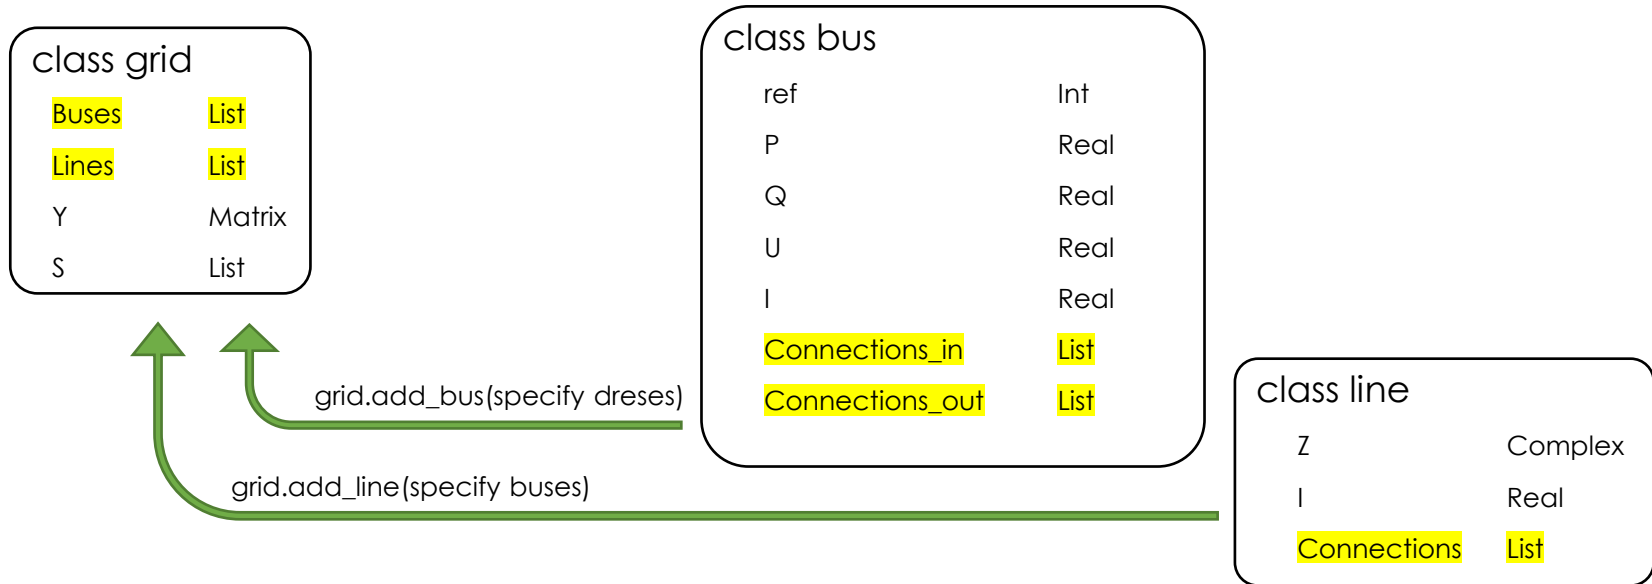 class grid
Buses List
Lines List
Y Matrix
S List
class bus
ref Int
P Real
Q Real
U Real
I Real
Connections_in List
Connections_out List
grid.add_bus(specify dreses)
grid.add_line(specify buses)
class line
Z Complex
I Real
Connections List